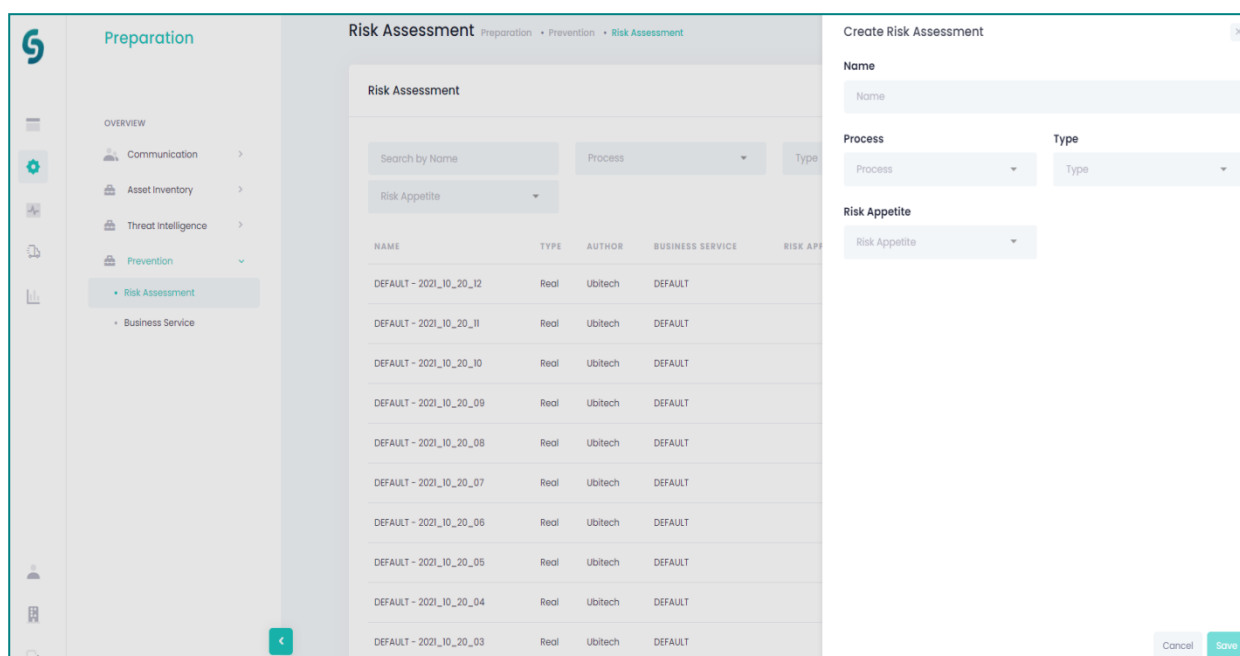 Preparation
OVERVIEW
Communication
Asset Inventory
Threat Intelligence
Prevention
• Risk Assessment
• Business Service
Risk Assessment Preparation • Prevention • Risk Assessment
Risk Assessment
Search by Name Process Type
Risk Appetite
NAME TYPE AUTHOR BUSINESS SERVICE RISK APP
DEFAULT - 2021_10_20_12 Real Ubitech DEFAULT
DEFAULT - 2021_10_20_11 Real Ubitech DEFAULT
DEFAULT - 2021_10_20_10 Real Ubitech DEFAULT
DEFAULT - 2021_10_20_09 Real Ubitech DEFAULT
DEFAULT - 2021_10_20_08 Real Ubitech DEFAULT
DEFAULT - 2021_10_20_07 Real Ubitech DEFAULT
DEFAULT - 2021_10_20_06 Real Ubitech DEFAULT
DEFAULT - 2021_10_20_05 Real Ubitech DEFAULT
DEFAULT - 2021_10_20_04 Real Ubitech DEFAULT
DEFAULT - 2021_10_20_03 Real Ubitech DEFAULT
Create Risk Assessment
Name
Name
Process Type
Process Type
Risk Appetite
Risk Appetite
Cancel Save